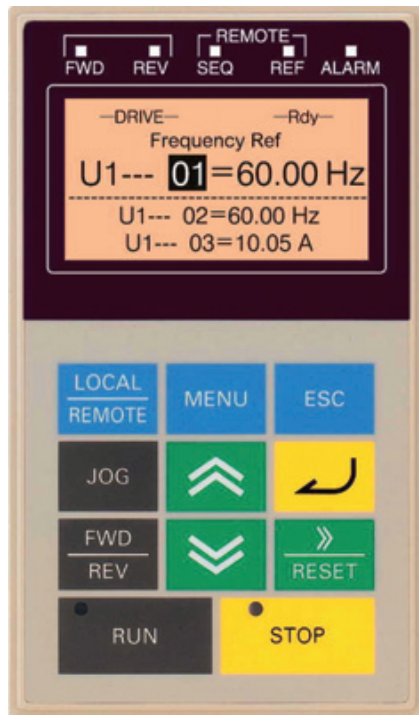 REMOTE
FWD REV SEQ REF ALARM
—DRIVE— —Rdy—
Frequency Ref
U1--- 01=60.00 Hz
U1--- 02=60.00 Hz
U1--- 03=10.05 A
LOCAL
REMOTE
MENU
ESC
JOG
FWD
REV
RESET
RUN
STOP